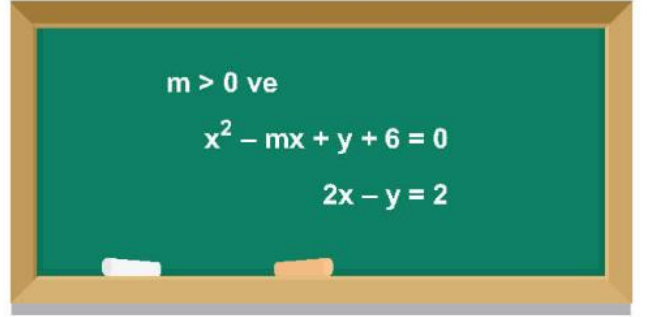 m > 0 ve
x² – mx + y + 6 = 0
2x – y = 2